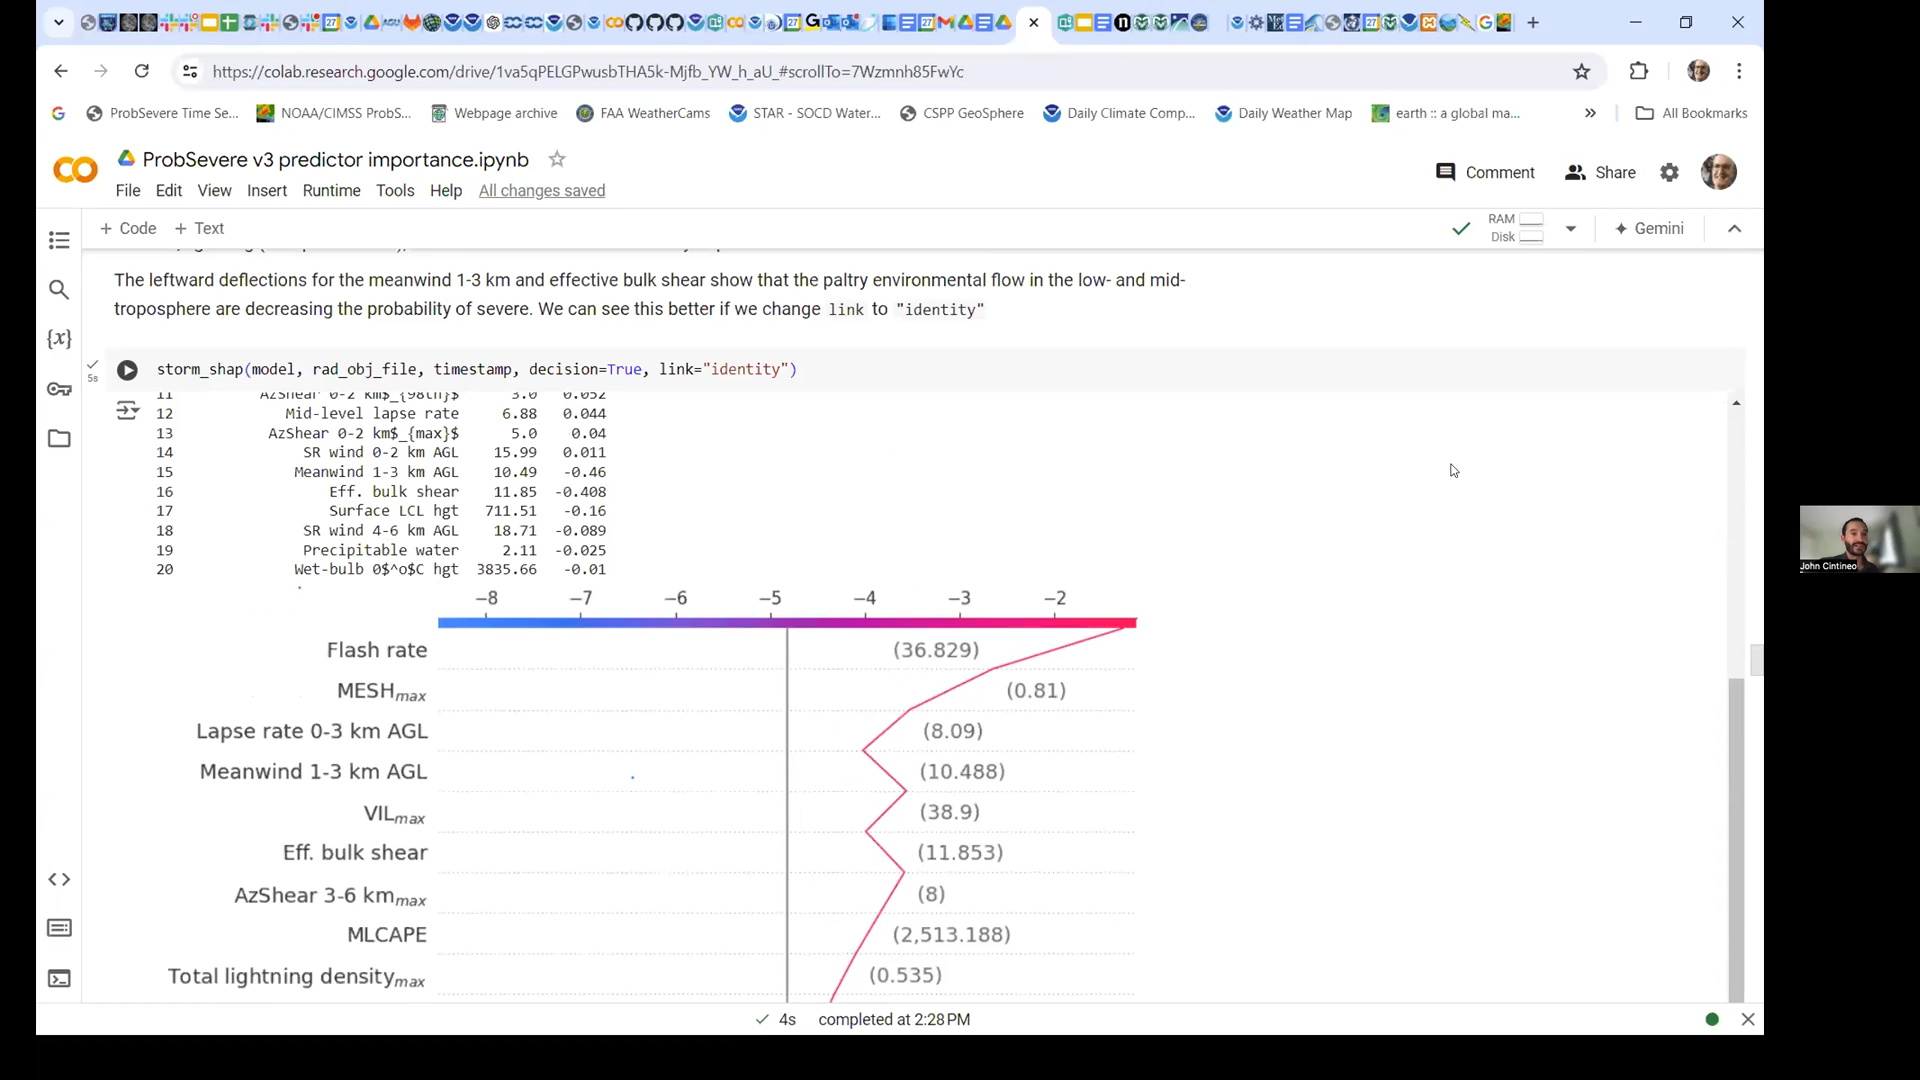 https://colab.research.google.com/drive/1va5qPELGPwusbTHA5k-Mjfb_YW_h_aU_#scrollTo=7Wzmnh85FwYc
ProbSevere Time Se... NOAA/CIMSS ProbS... Webpage archive FAA WeatherCams STAR - SOCD Water... CSPP GeoSphere Daily Climate Comp... Daily Weather Map earth :: a global ma... » All Bookmarks
ProbSevere v3 predictor importance.ipynb
Comment Share
File Edit View Insert Runtime Tools Help All changes saved
+ Code + Text RAM Disk Gemini
The leftward deflections for the meanwind 1-3 km and effective bulk shear show that the paltry environmental flow in the low- and mid-
troposphere are decreasing the probability of severe. We can see this better if we change link to "identity"
5s storm_shap(model, rad_obj_file, timestamp, decision=True, link="identity")
11 AzShear 0-2 km$_{98th}$ 3.0 0.052
12 Mid-level lapse rate 6.88 0.044
13 AzShear 0-2 km$_{max}$ 5.0 0.04
14 SR wind 0-2 km AGL 15.99 0.011
15 Meanwind 1-3 km AGL 10.49 -0.46
16 Eff. bulk shear 11.85 -0.408
17 Surface LCL hgt 711.51 -0.16
18 SR wind 4-6 km AGL 18.71 -0.089
19 Precipitable water 2.11 -0.025
20 Wet-bulb 0$^o$C hgt 3835.66 -0.01
−8 −7 −6 −5 −4 −3 −2
Flash rate (36.829)
MESHmax (0.81)
Lapse rate 0-3 km AGL (8.09)
Meanwind 1-3 km AGL (10.488)
VILmax (38.9)
Eff. bulk shear (11.853)
AzShear 3-6 kmmax (8)
MLCAPE (2,513.188)
Total lightning densitymax (0.535)
4s completed at 2:28 PM
John Cintineo